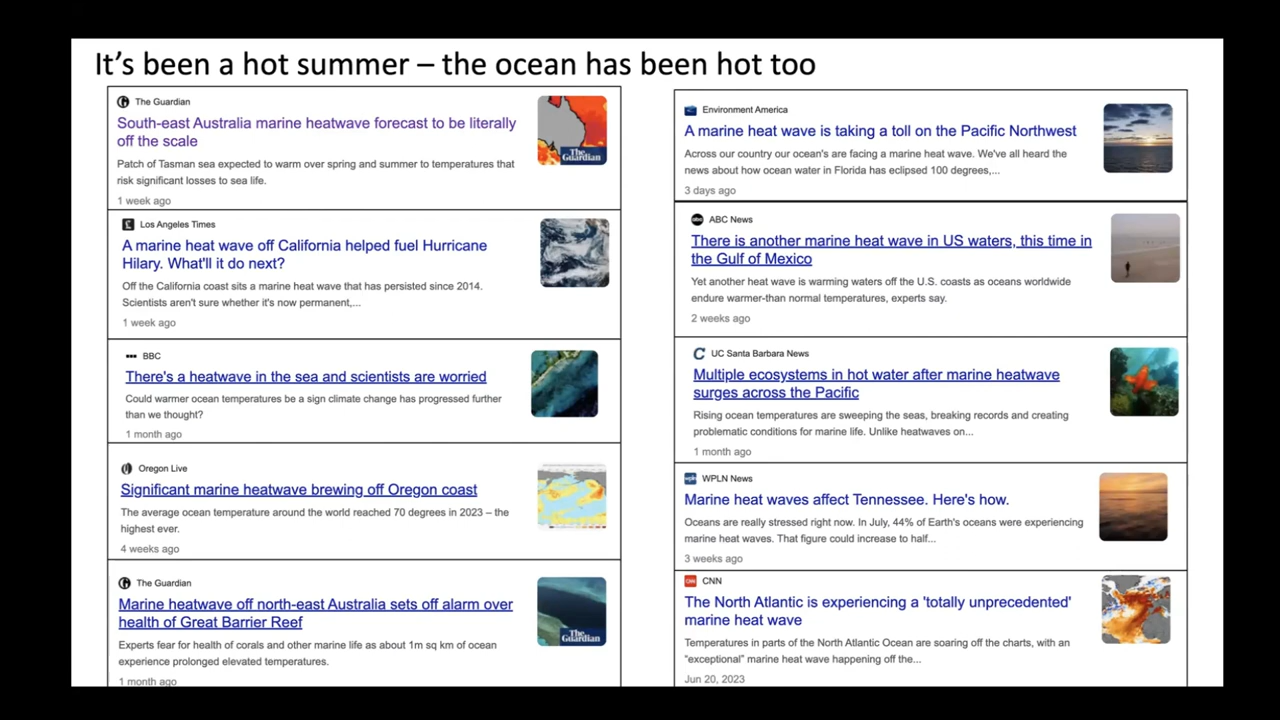 It's been a hot summer – the ocean has been hot too
The Guardian
South-east Australia marine heatwave forecast to be literally
off the scale
Patch of Tasman sea expected to warm over spring and summer to temperatures that
risk significant losses to sea life.
1 week ago
The Guardian
Los Angeles Times
A marine heat wave off California helped fuel Hurricane
Hilary. What'll it do next?
Off the California coast sits a marine heat wave that has persisted since 2014.
Scientists aren't sure whether it's now permanent,...
1 week ago
BBC
There's a heatwave in the sea and scientists are worried
Could warmer ocean temperatures be a sign climate change has progressed further
than we thought?
1 month ago
Oregon Live
Significant marine heatwave brewing off Oregon coast
The average ocean temperature around the world reached 70 degrees in 2023 – the
highest ever.
4 weeks ago
The Guardian
Marine heatwave off north-east Australia sets off alarm over
health of Great Barrier Reef
Experts fear for health of corals and other marine life as about 1m sq km of ocean
experience prolonged elevated temperatures.
1 month ago
The Guardian
Environment America
A marine heat wave is taking a toll on the Pacific Northwest
Across our country our ocean's are facing a marine heat wave. We've all heard the
news about how ocean water in Florida has eclipsed 100 degrees,...
3 days ago
abc
ABC News
There is another marine heat wave in US waters, this time in
the Gulf of Mexico
Yet another heat wave is warming waters off the U.S. coasts as oceans worldwide
endure warmer-than normal temperatures, experts say.
2 weeks ago
UC Santa Barbara News
Multiple ecosystems in hot water after marine heatwave
surges across the Pacific
Rising ocean temperatures are sweeping the seas, breaking records and creating
problematic conditions for marine life. Unlike heatwaves on...
1 month ago
WPLN News
Marine heat waves affect Tennessee. Here's how.
Oceans are really stressed right now. In July, 44% of Earth's oceans were experiencing
marine heat waves. That figure could increase to half...
3 weeks ago
CNN
CNN
The North Atlantic is experiencing a 'totally unprecedented'
marine heat wave
Temperatures in parts of the North Atlantic Ocean are soaring off the charts, with an
"exceptional" marine heat wave happening off the...
Jun 20, 2023